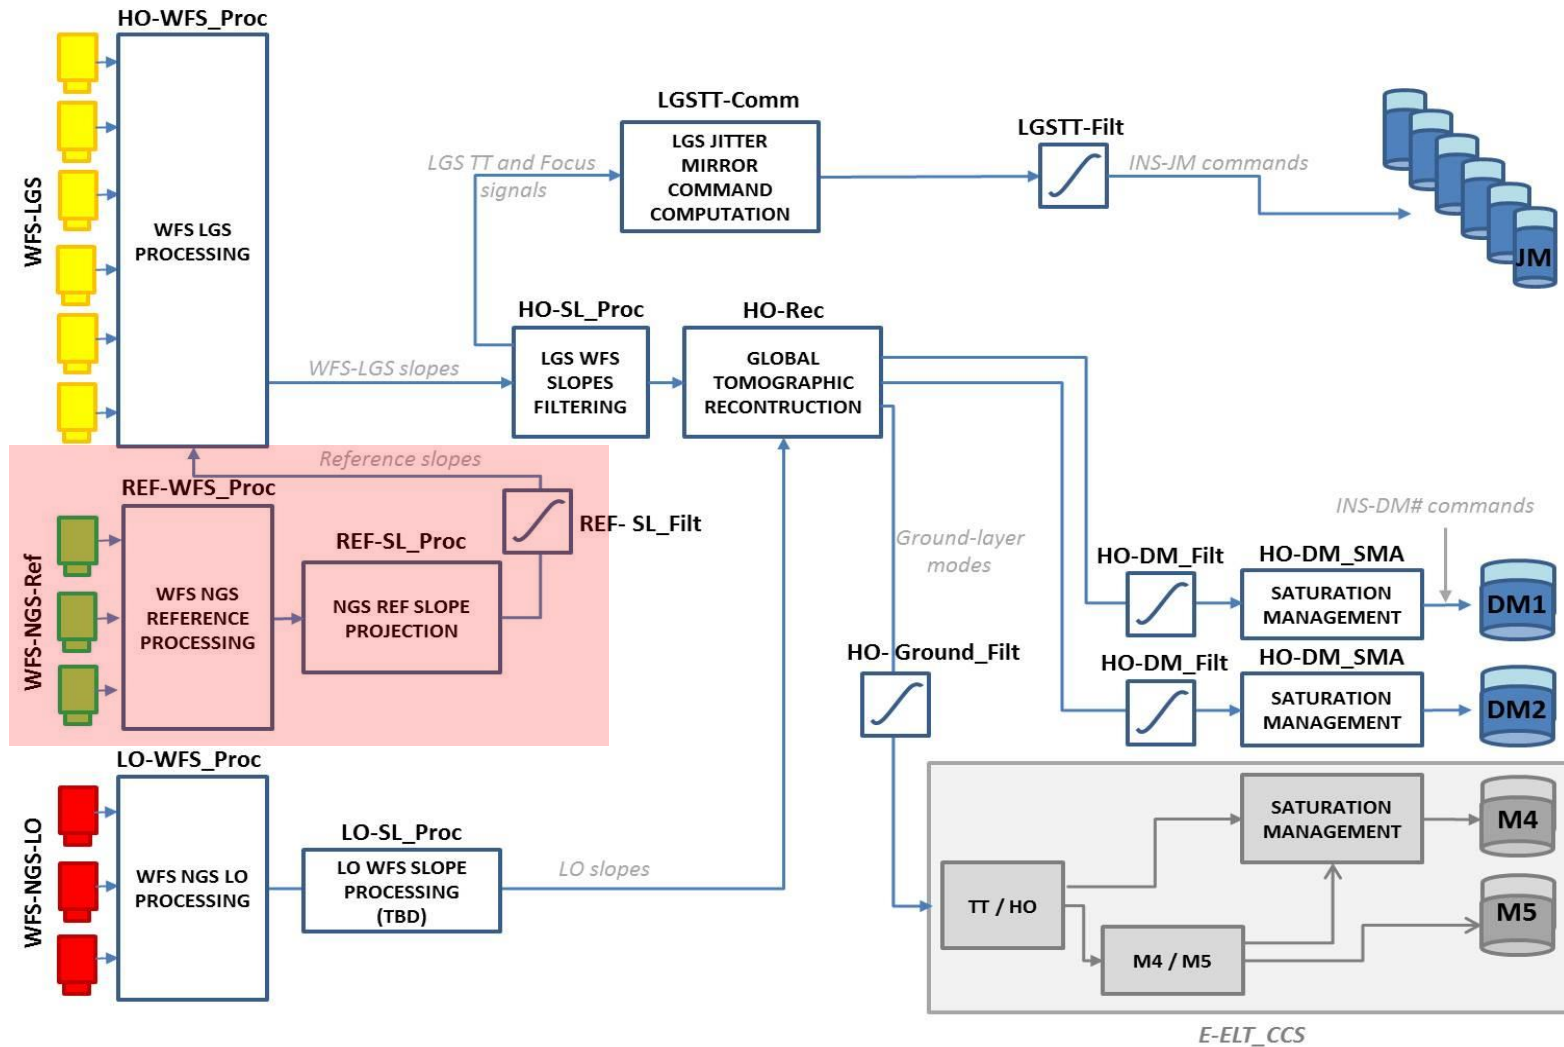 HO-WFS_Proc
WFS-LGS
WFS LGS
PROCESSING
LGSTT-Comm
LGS TT and Focus
signals
LGS JITTER
MIRROR
COMMAND
COMPUTATION
LGSTT-Filt
INS-JM commands
JM
WFS-LGS slopes
HO-SL_Proc
LGS WFS
SLOPES
FILTERING
HO-Rec
GLOBAL
TOMOGRAPHIC
RECONTRUCTION
Reference slopes
REF-WFS_Proc
WFS-NGS-Ref
WFS NGS
REFERENCE
PROCESSING
REF-SL_Proc
NGS REF SLOPE
PROJECTION
REF- SL_Filt
Ground-layer
modes
HO- Ground_Filt
INS-DM# commands
HO-DM_Filt
HO-DM_SMA
SATURATION
MANAGEMENT
DM1
HO-DM_Filt
HO-DM_SMA
SATURATION
MANAGEMENT
DM2
LO-WFS_Proc
WFS-NGS-LO
WFS NGS LO
PROCESSING
LO-SL_Proc
LO WFS SLOPE
PROCESSING
(TBD)
LO slopes
TT / HO
SATURATION
MANAGEMENT
M4
M4 / M5
M5
E-ELT_CCS